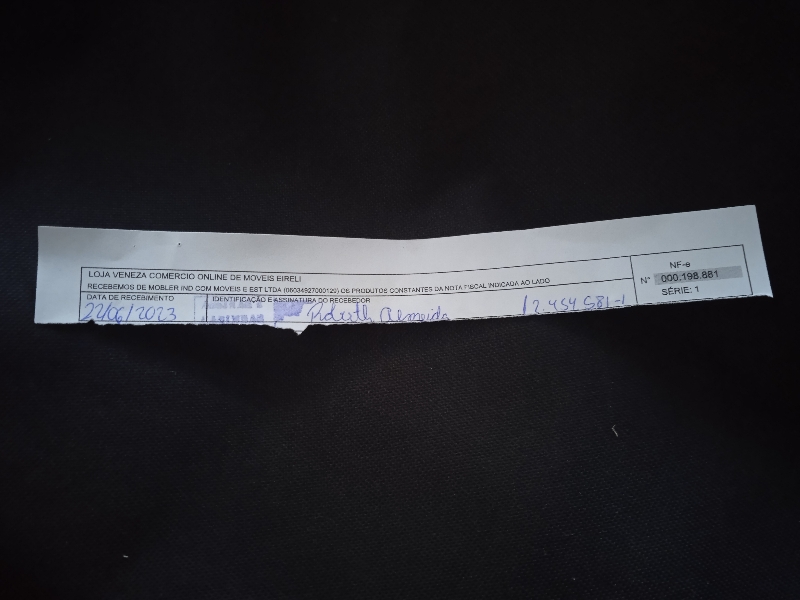 LOJA VENEZA COMERCIO ONLINE DE MOVEIS EIRELI
RECEBEMOS DE MOBLER IND COM MOVEIS E EST LTDA (06034927000129) OS PRODUTOS CONSTANTES DA NOTA FISCAL INDICADA AO LADO
DATA DE RECEBIMENTO
22/06/2023
IDENTIFICAÇÃO E ASSINATURA DO RECEBEDOR
Almeida
12.454.581-1
NF-e
N° 000.198.881
SÉRIE: 1